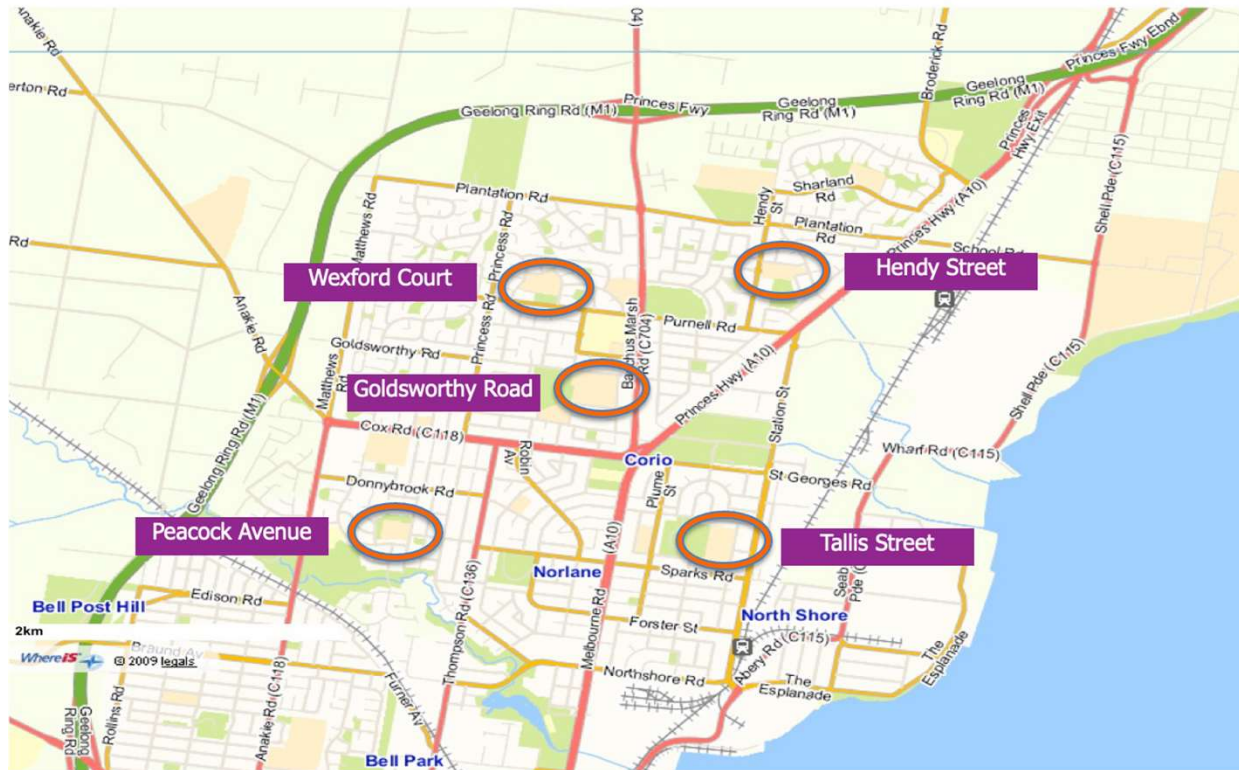 04)
Anakie Rd
Princes Fwy Ebnd
Broderick Rd
Geelong
Ring Rd (M1)
erton Rd
Geelong Ring Rd (M1)
Princes Fwy
Geelong
Ring Rd (M1)
Princes
Hwy Exit
Shell Pde (C115)
Plantation Rd
Hendy
St
Sharland
Rd
Princes Hwy (A10)
Matthews Rd
Princess Rd
Plantation
Rd
School Rd
Rd
Wexford Court
Hendy Street
Anakie Rd
Princess Rd
Purnell Rd
Bacchus Marsh
Rd (C704)
Goldsworthy Rd
Matthews
Rd
Goldsworthy Road
Princes Hwy (A10)
Shell Pde (C115)
Geelong Ring Rd (M1)
Cox Rd (C118)
Station St
Robin
Av
Corio
Wharf Rd (C115)
Plume
St
St Georges Rd
Donnybrook Rd
Peacock Avenue
(A10)
Tallis Street
Norlane
Sparks Rd
Thompson Rd (C136)
Edison Rd
Bell Post Hill
North Shore
Forster St
2km
Melbourne Rd
Abery Rd (C115)
The
Esplanade
WhereiS
© 2009 legals
Braund Av
Northshore Rd
The
Esplanade
Anakie Rd (C118)
Furner Av
Rollins Rd
Geelong
Ring Rd
Bell Park